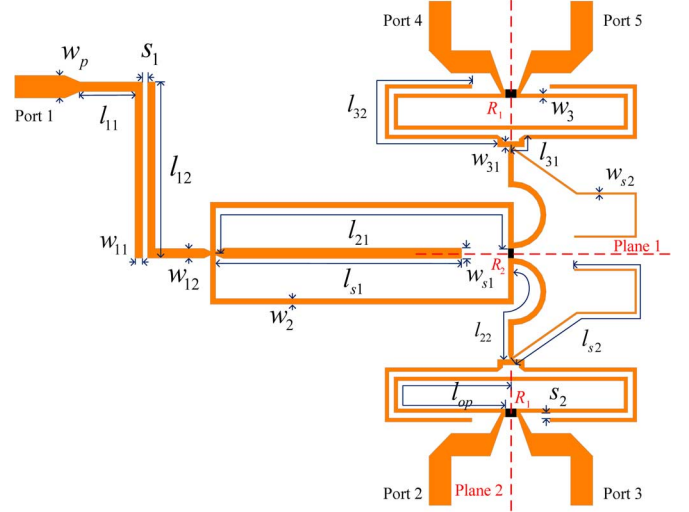 Port 4
Port 5
w_p
s_1
l_32
R_1
w_3
Port 1
l_11
w_31
l_31
l_12
w_s2
l_21
Plane 1
w_11
w_12
R_2
l_s1
w_s1
w_2
l_22
l_s2
l_op
R_1
s_2
Port 2
Plane 2
Port 3